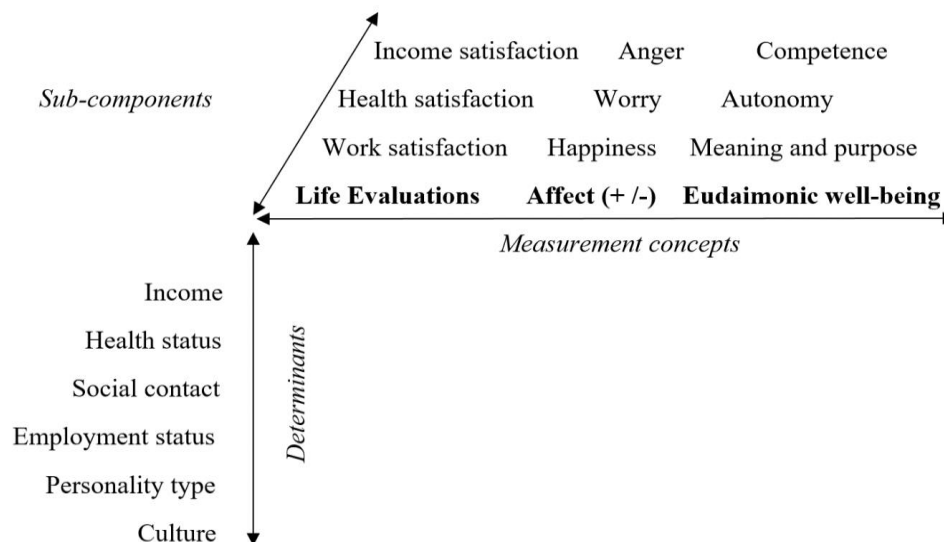 Income satisfaction Anger Competence
Sub-components Health satisfaction Worry Autonomy
Work satisfaction Happiness Meaning and purpose
Life Evaluations Affect (+ /-) Eudaimonic well-being
Measurement concepts
Income
Health status
Social contact
Employment status
Personality type
Culture
Determinants